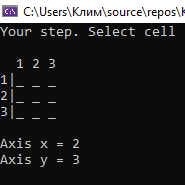 C:\Users\Клим\source\repos\
Your step. Select cell
1 2 3
1|_ _ _
2|_ _ _
3|_ _ _
Axis x = 2
Axis y = 3